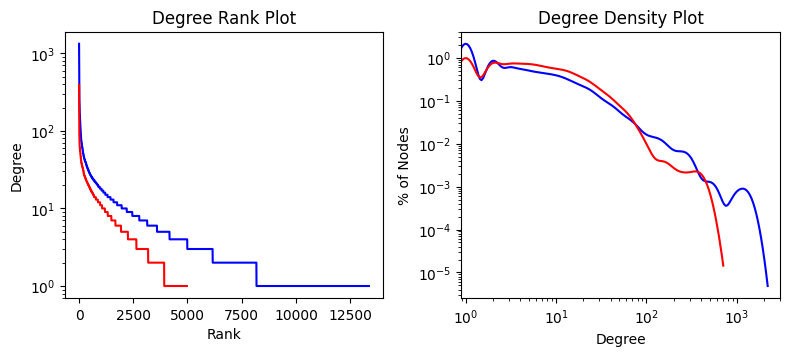 Degree Rank Plot
Degree
10³
10²
10¹
10⁰
0 2500 5000 7500 10000 12500
Rank
Degree Density Plot
% of Nodes
10⁰
10⁻¹
10⁻²
10⁻³
10⁻⁴
10⁻⁵
10⁰ 10¹ 10² 10³
Degree